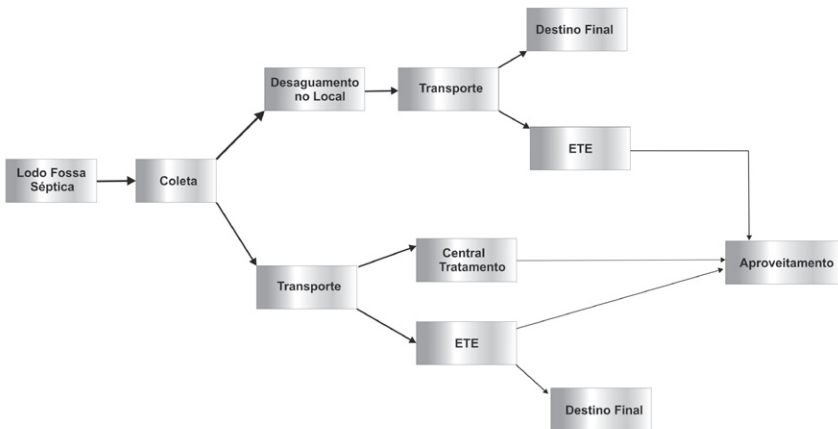 Destino Final
Desaguamento
no Local
Transporte
ETE
Lodo Fossa
Séptica
Coleta
Central
Tratamento
Aproveitamento
Transporte
ETE
Destino Final